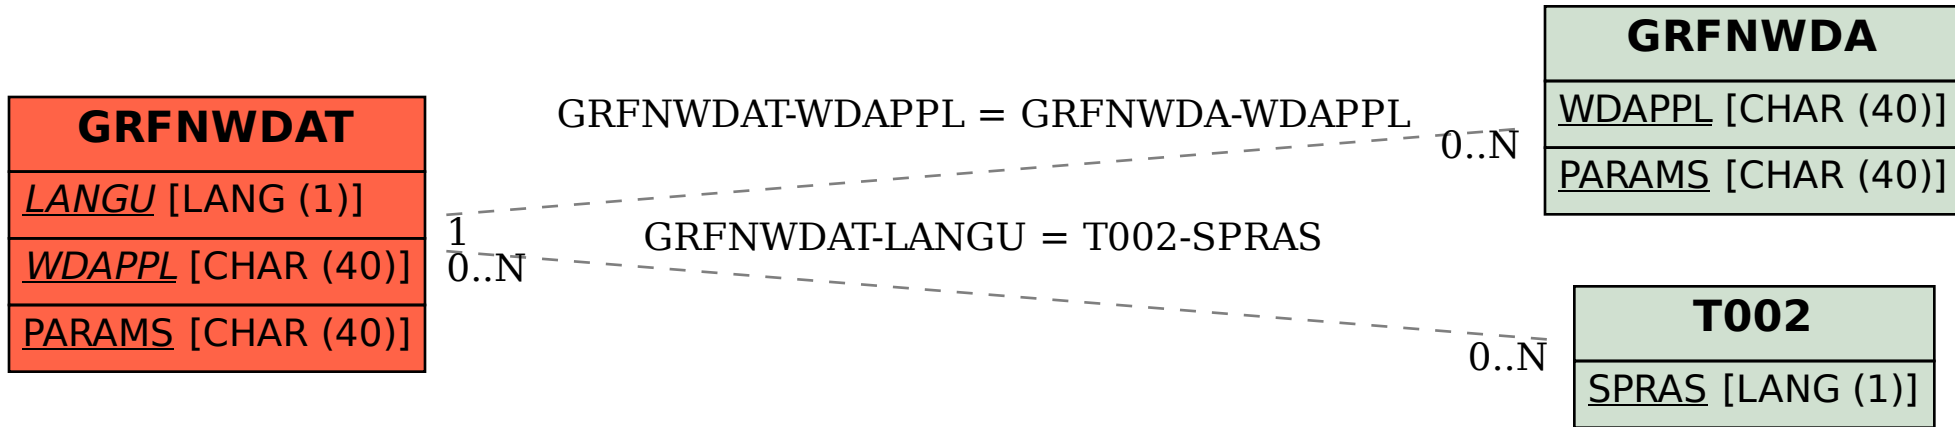 GRFNWDAT
LANGU [LANG (1)]
WDAPPL [CHAR (40)]
PARAMS [CHAR (40)]
GRFNWDAT-WDAPPL = GRFNWDA-WDAPPL
0..N
1
GRFNWDAT-LANGU = T002-SPRAS
0..N
0..N
GRFNWDA
WDAPPL [CHAR (40)]
PARAMS [CHAR (40)]
T002
SPRAS [LANG (1)]